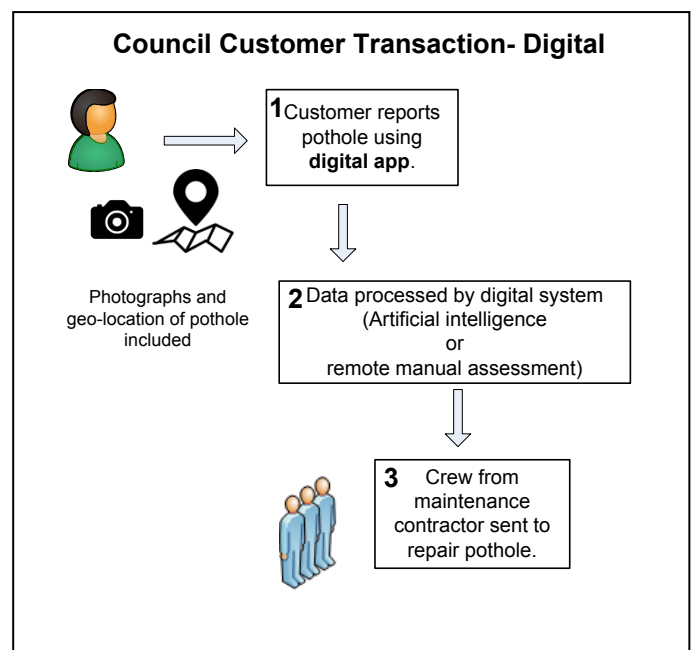 Council Customer Transaction- Digital
1 Customer reports
pothole using
digital app.
Photographs and
geo-location of pothole
included
2 Data processed by digital system
(Artificial intelligence
or
remote manual assessment)
3 Crew from
maintenance
contractor sent to
repair pothole.